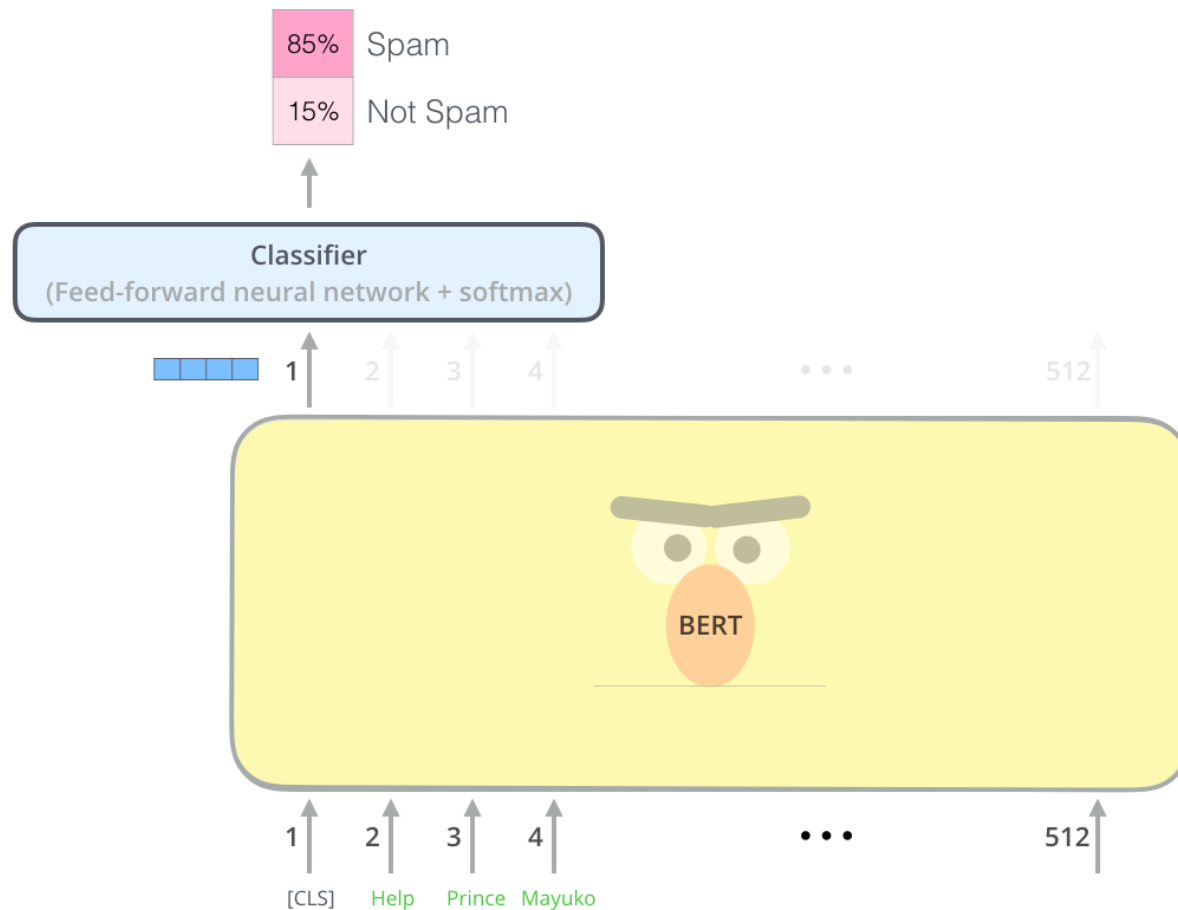 85% Spam
15% Not Spam
Classifier
(Feed-forward neural network + softmax)
1 2 3 4 ••• 512
BERT
1 2 3 4 ••• 512
[CLS] Help Prince Mayuko